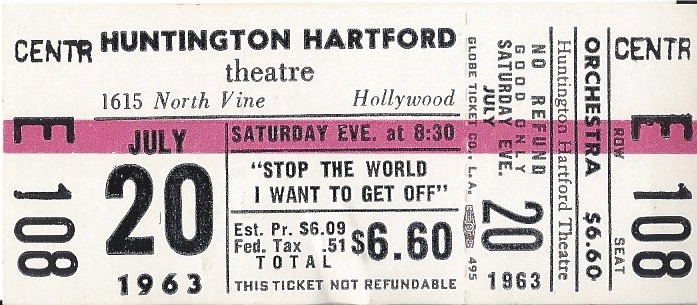 CENTR
E
108
HUNTINGTON HARTFORD
theatre
1615 North Vine Hollywood
JULY
20
1963
SATURDAY EVE. at 8:30
"STOP THE WORLD
I WANT TO GET OFF"
Est. Pr. $6.09
Fed. Tax .51
TOTAL
$6.60
THIS TICKET NOT REFUNDABLE
GLOBE TICKET CO., L.A.
495
NO REFUND
GOOD ONLY
SATURDAY EVE.
JULY
20
1963
Huntington Hartford Theatre
ORCHESTRA $6.60
CENTR
ROW
E
SEAT
108